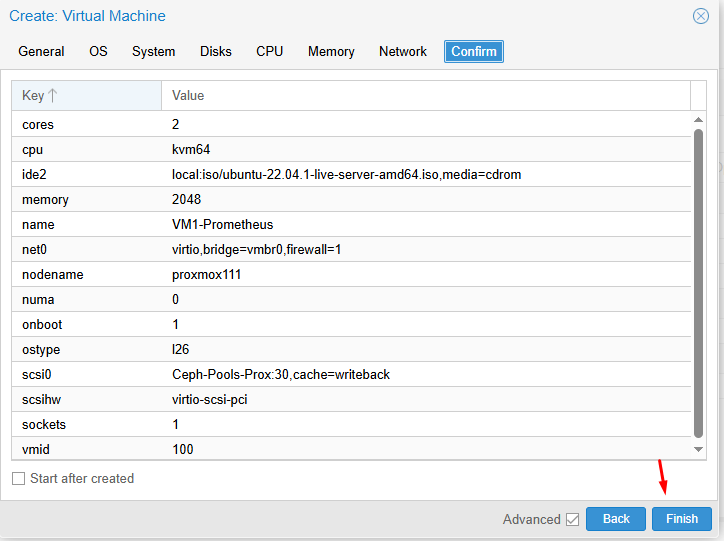 Create: Virtual Machine
General OS System Disks CPU Memory Network Confirm
Key Value
cores 2
cpu kvm64
ide2 local:iso/ubuntu-22.04.1-live-server-amd64.iso,media=cdrom
memory 2048
name VM1-Prometheus
net0 virtio,bridge=vmbr0,firewall=1
nodename proxmox111
numa 0
onboot 1
ostype l26
scsi0 Ceph-Pools-Prox:30,cache=writeback
scsihw virtio-scsi-pci
sockets 1
vmid 100
Start after created
Advanced Back Finish